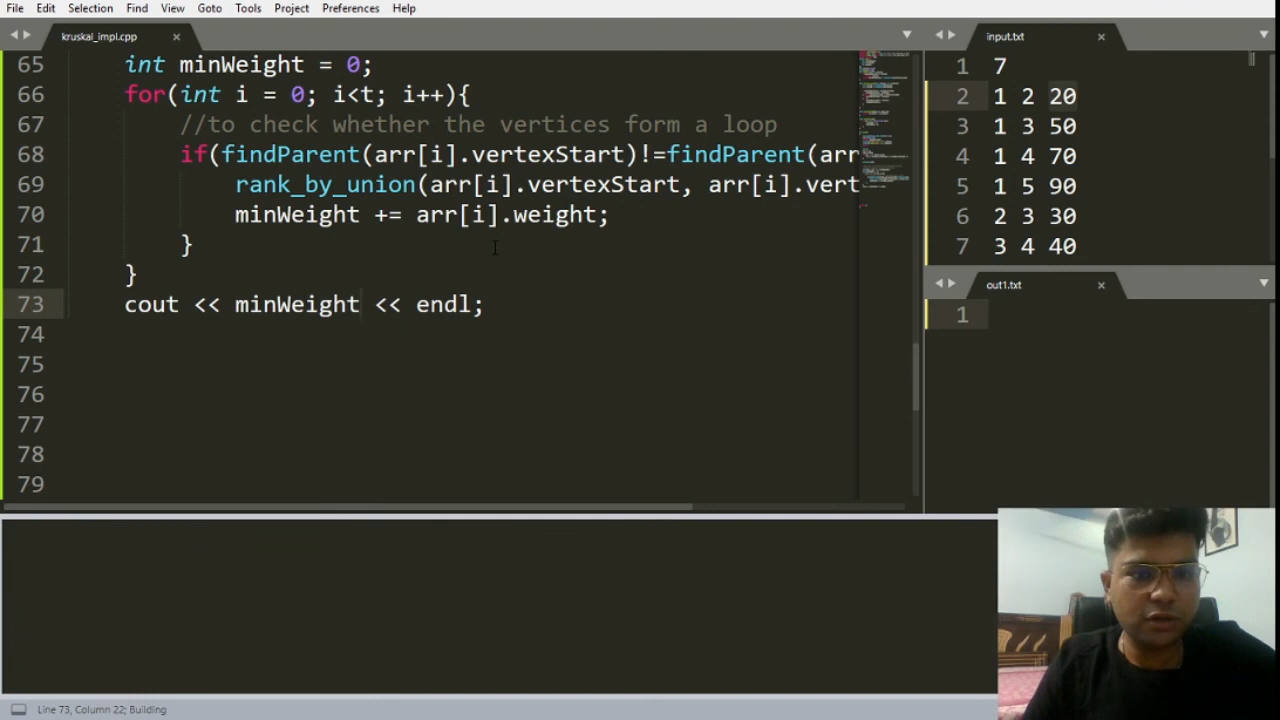 File Edit Selection Find View Goto Tools Project Preferences Help
kruskal_impl.cpp
65 int minWeight = 0;
66 for(int i = 0; i<t; i++){
67 //to check whether the vertices form a loop
68 if(findParent(arr[i].vertexStart)!=findParent(arr
69 rank_by_union(arr[i].vertexStart, arr[i].vert
70 minWeight += arr[i].weight;
71 }
72 }
73 cout << minWeight << endl;
74
75
76
77
78
79
input.txt
1 7
2 1 2 20
3 1 3 50
4 1 4 70
5 1 5 90
6 2 3 30
7 3 4 40
out1.txt
1
Line 73, Column 22; Building